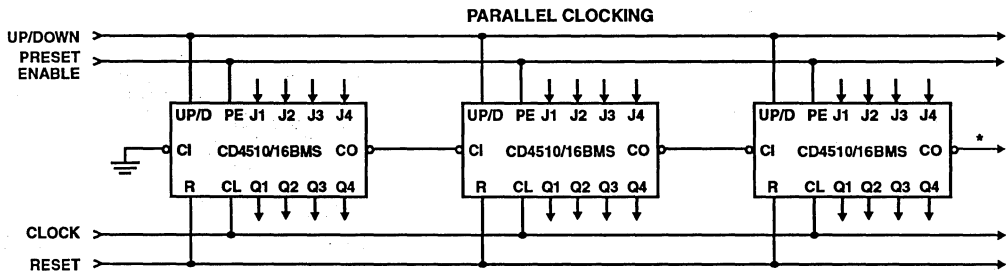 PARALLEL CLOCKING
UP/DOWN
PRESET
ENABLE
UP/D PE J1 J2 J3 J4
CI CD4510/16BMS CO
R CL Q1 Q2 Q3 Q4
UP/D PE J1 J2 J3 J4
CI CD4510/16BMS CO
R CL Q1 Q2 Q3 Q4
UP/D PE J1 J2 J3 J4
CI CD4510/16BMS CO
R CL Q1 Q2 Q3 Q4
*
CLOCK
RESET